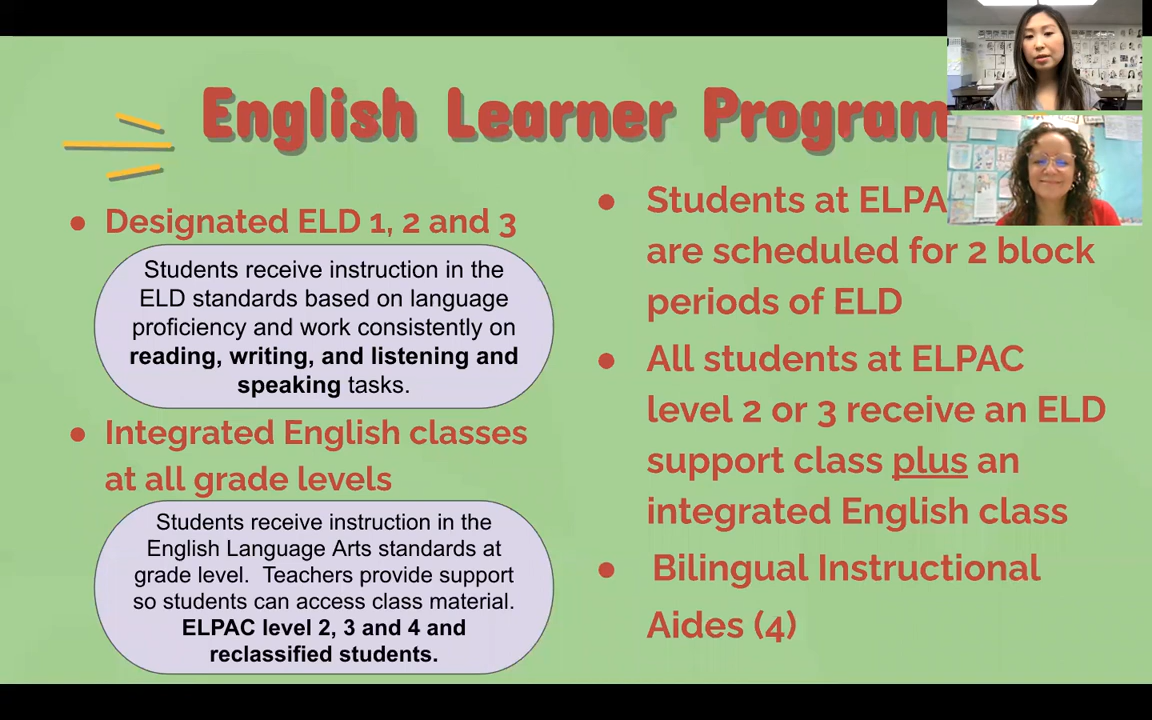 English Learner Program
Designated ELD 1, 2 and 3
Students receive instruction in the
ELD standards based on language
proficiency and work consistently on
reading, writing, and listening and
speaking tasks.
Integrated English classes
at all grade levels
Students receive instruction in the
English Language Arts standards at
grade level. Teachers provide support
so students can access class material.
ELPAC level 2, 3 and 4 and
reclassified students.
Students at ELPA
are scheduled for 2 block
periods of ELD
All students at ELPAC
level 2 or 3 receive an ELD
support class plus an
integrated English class
Bilingual Instructional
Aides (4)